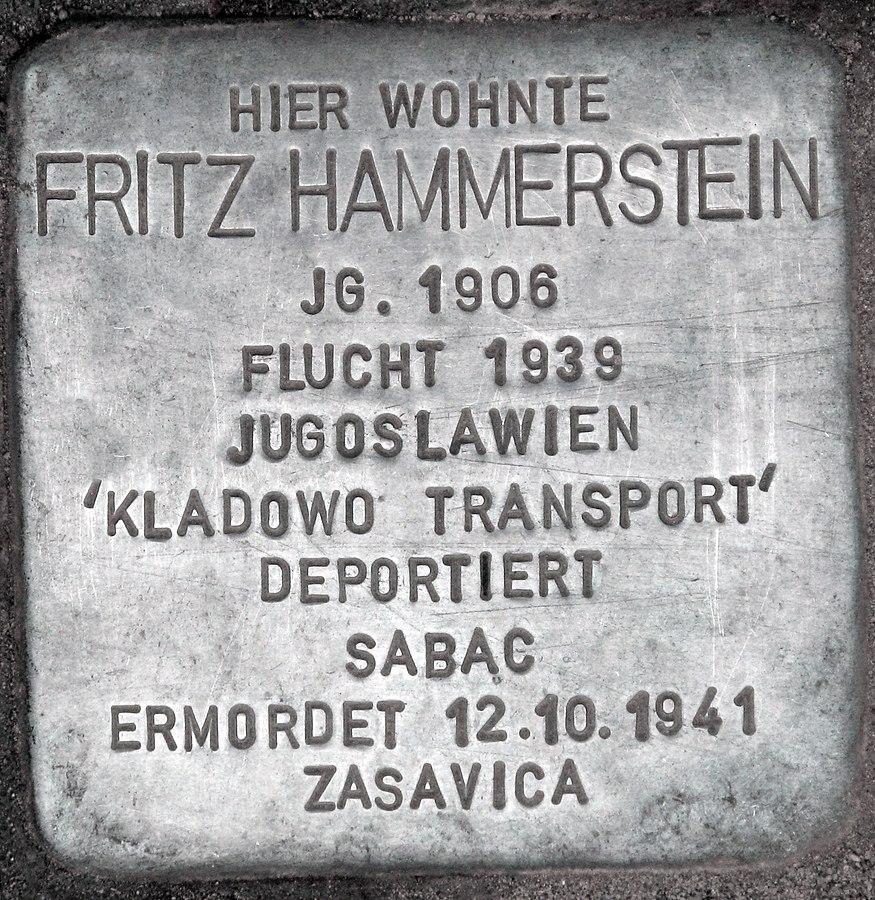 HIER WOHNTE
FRITZ HAMMERSTEIN
JG. 1906
FLUCHT 1939
JUGOSLAWIEN
'KLADOWO TRANSPORT'
DEPORTIERT
SABAC
ERMORDET 12.10.1941
ZASAVICA